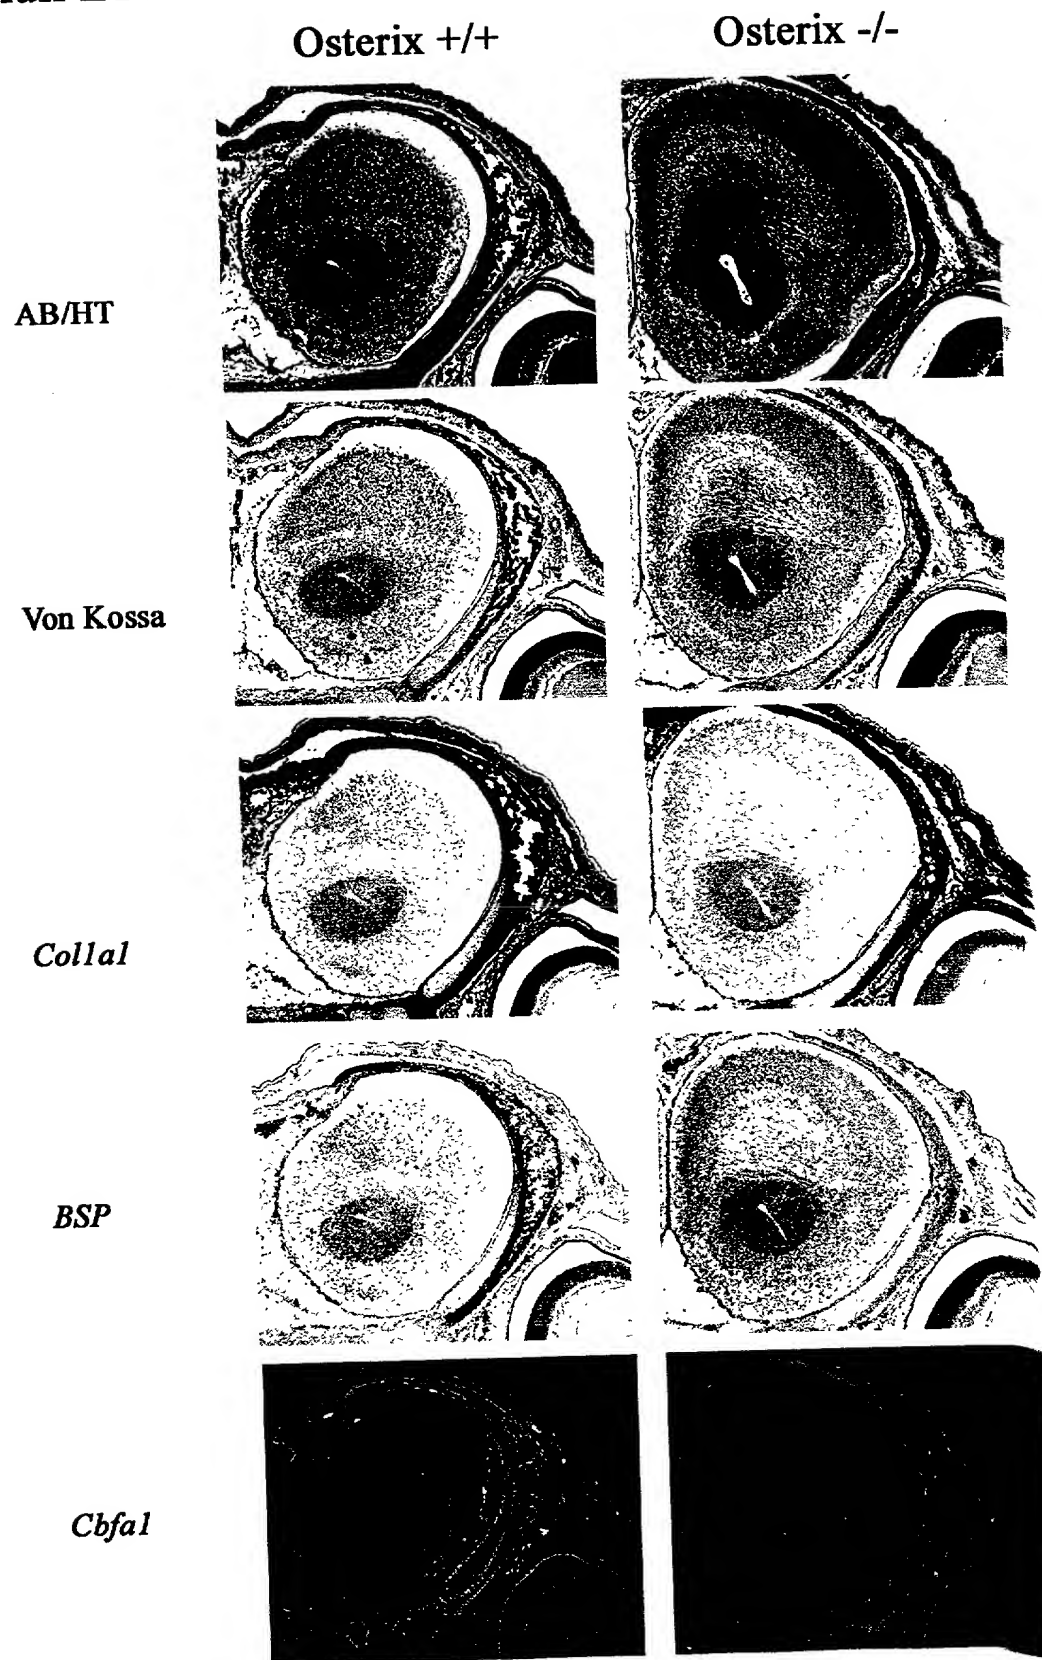 Osterix +/+
Osterix -/-
AB/HT
Von Kossa
Col1a1
BSP
Cbfa1